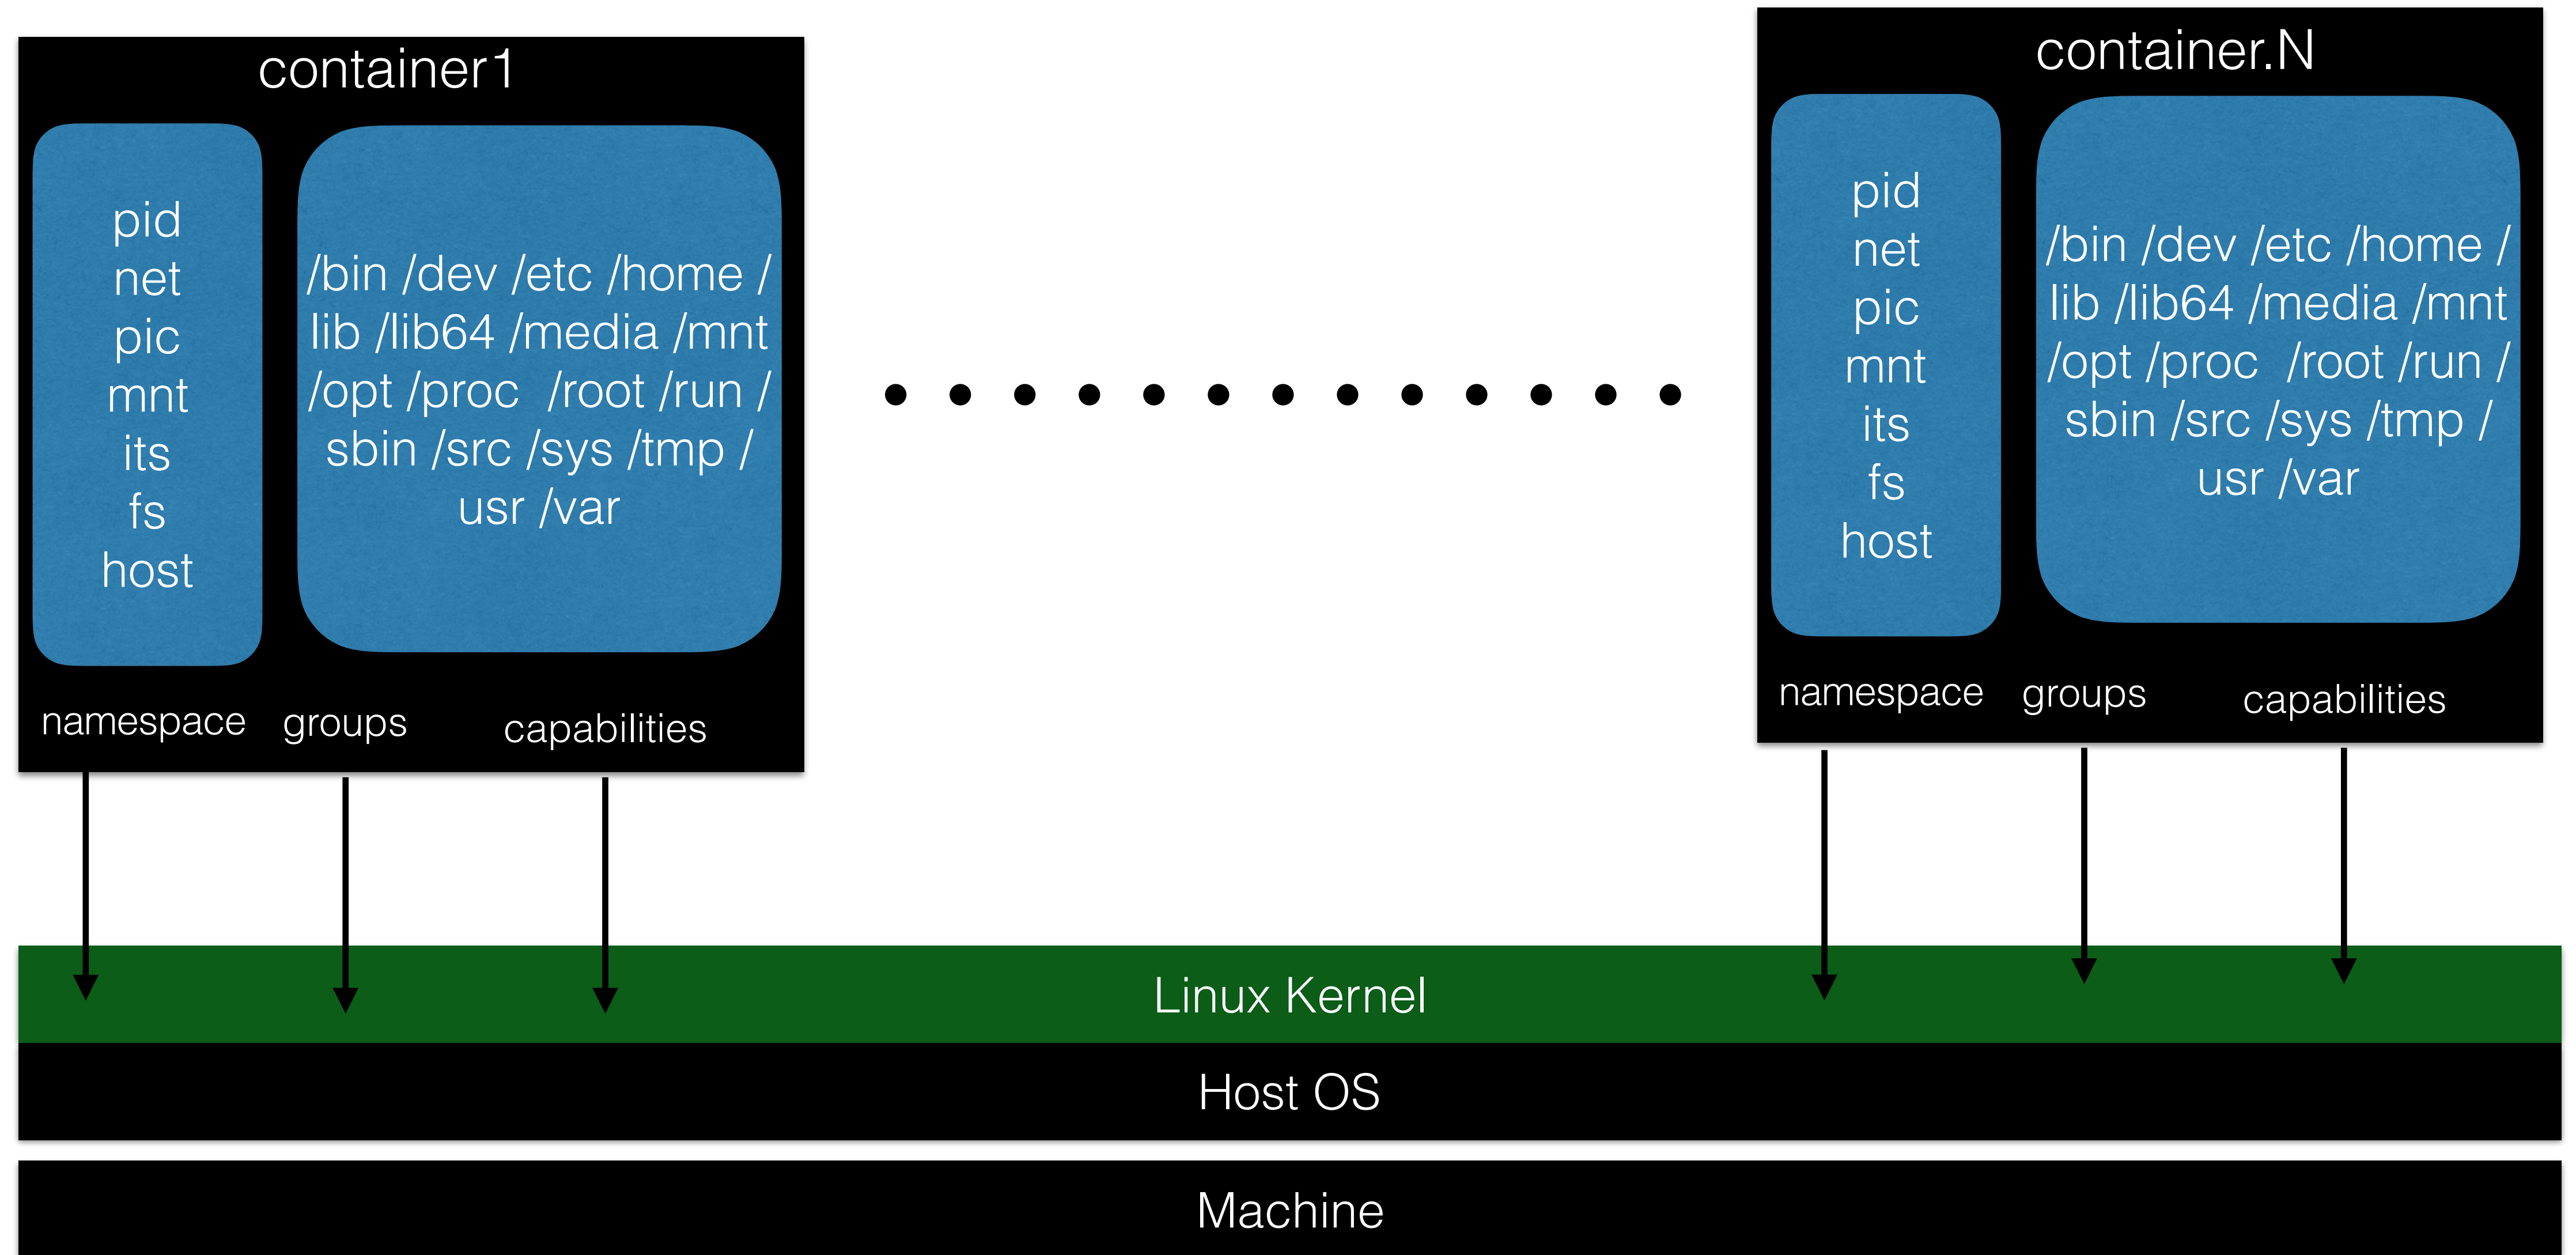 container1
pid
net
pic
mnt
its
fs
host
/bin /dev /etc /home /
lib /lib64 /media /mnt
/opt /proc  /root /run /
sbin /src /sys /tmp /
usr /var
namespace
groups
capabilities
container.N
pid
net
pic
mnt
its
fs
host
/bin /dev /etc /home /
lib /lib64 /media /mnt
/opt /proc  /root /run /
sbin /src /sys /tmp /
usr /var
namespace
groups
capabilities
Linux Kernel
Host OS
Machine